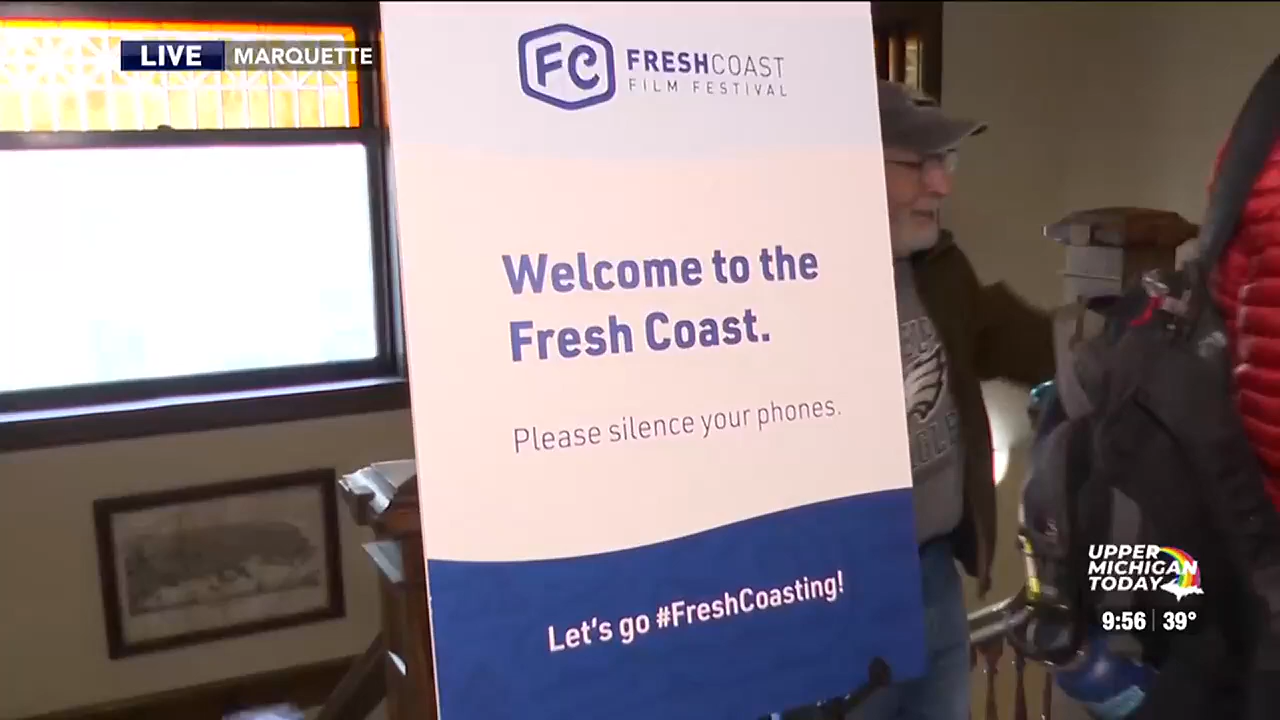 LIVE MARQUETTE
FC FRESHCOAST
FILM FESTIVAL
Welcome to the
Fresh Coast.
Please silence your phones.
Let's go #FreshCoasting!
UPPER
MICHIGAN
TODAY
9:56 39°